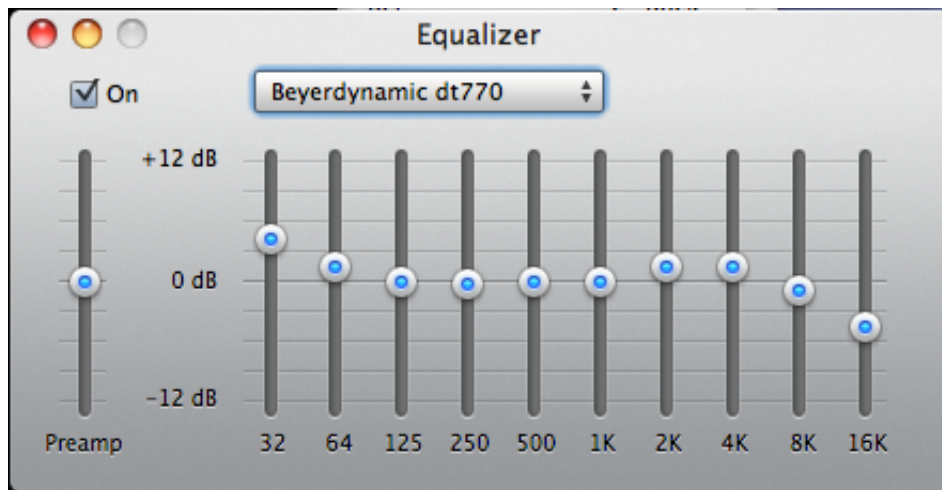 Equalizer
On
Beyerdynamic dt770
+12 dB
0 dB
-12 dB
Preamp 32 64 125 250 500 1K 2K 4K 8K 16K